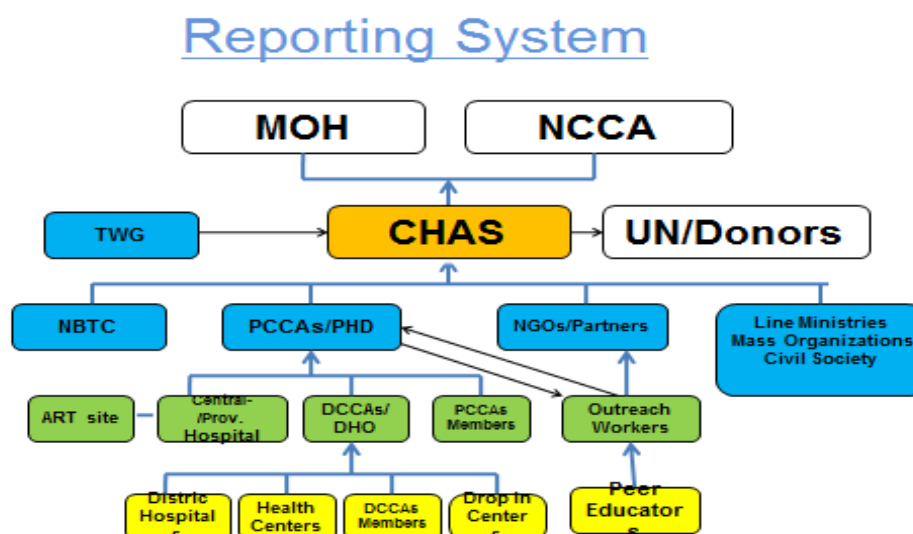 Reporting System
MOH
NCCA
TWG
CHAS
UN/Donors
NBTC
PCCAs/PHD
NGOs/Partners
Line Ministries
Mass Organizations
Civil Society
ART site
Central-
/Prov.
Hospital
DCCAs/
DHO
PCCAs
Members
Outreach
Workers
Distric
Hospital
s
Health
Centers
DCCAs
Members
Drop in
Center
s
Peer
Educator
s